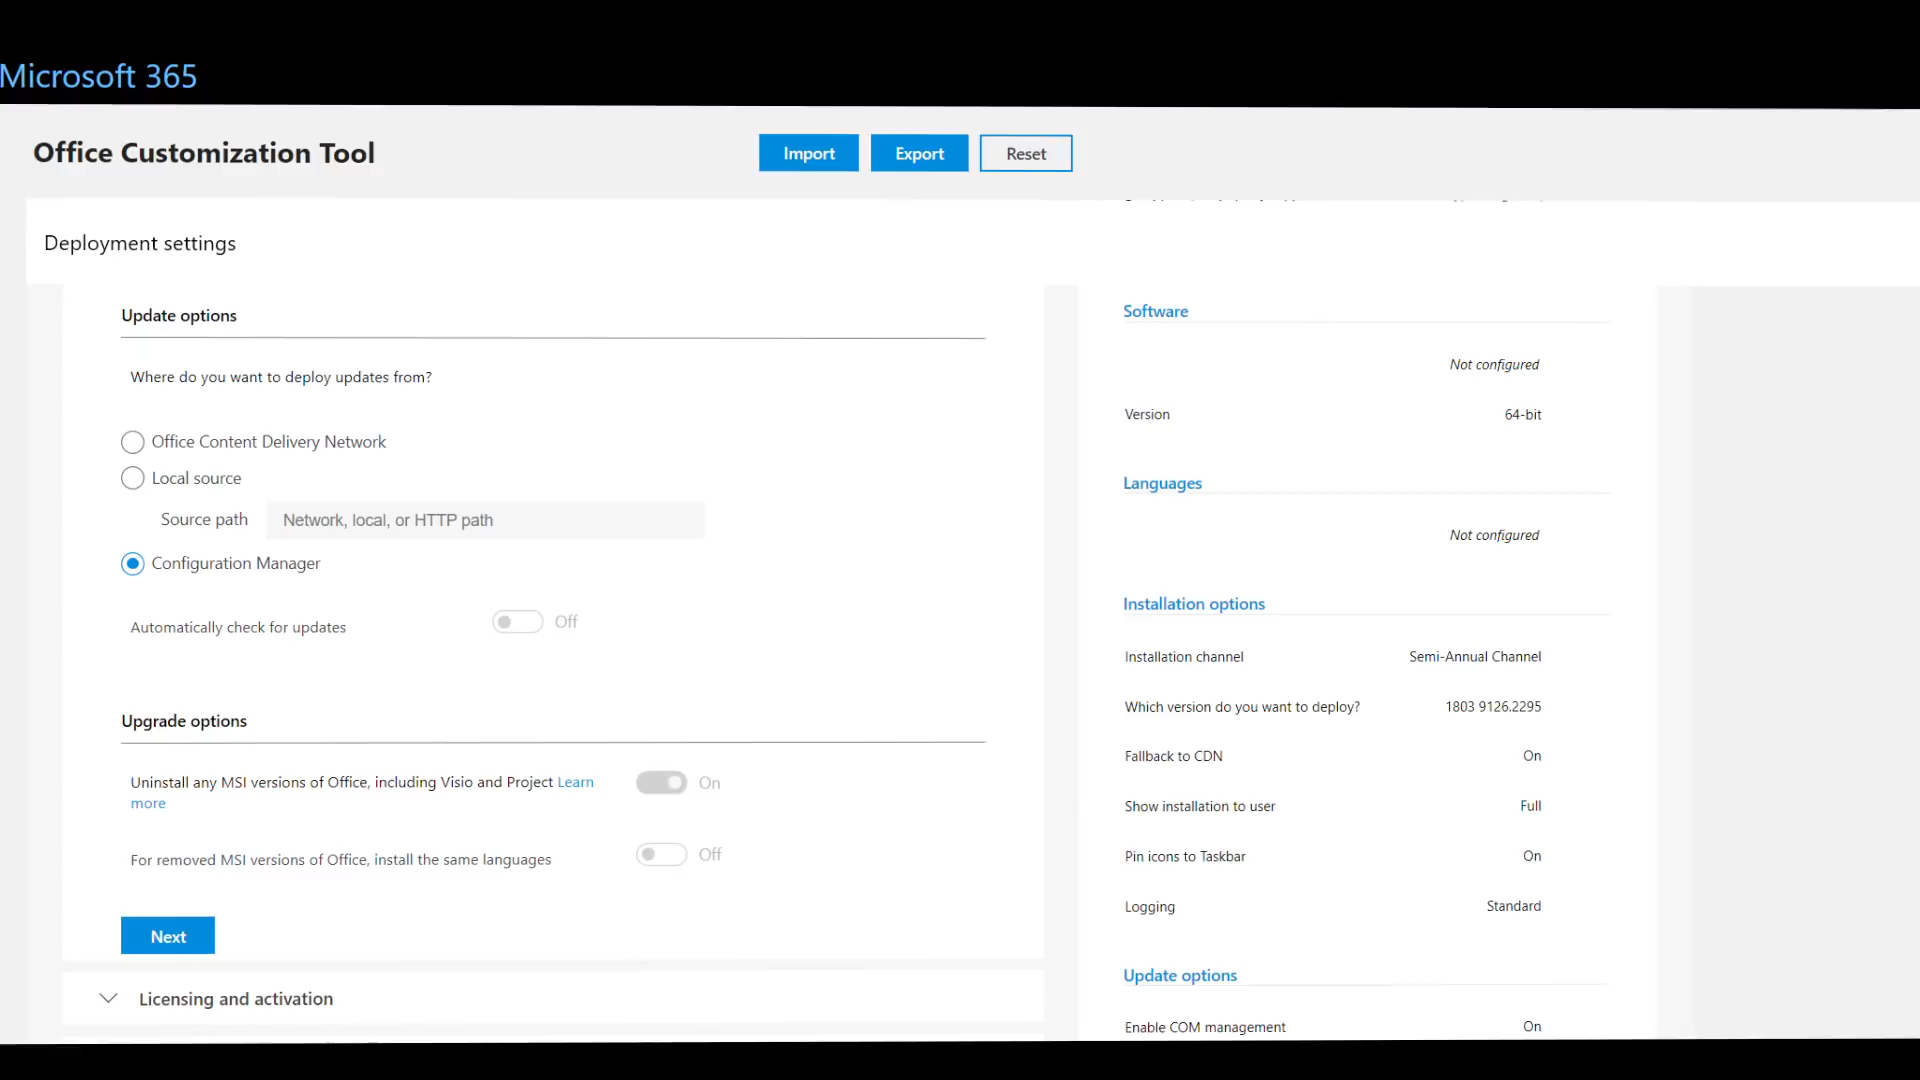 Microsoft 365
Office Customization Tool
Import
Export
Reset
Deployment settings
Update options
Where do you want to deploy updates from?
Office Content Delivery Network
Local source
Source path
Network, local, or HTTP path
Configuration Manager
Automatically check for updates
Off
Upgrade options
Uninstall any MSI versions of Office, including Visio and Project Learn
more
On
For removed MSI versions of Office, install the same languages
Off
Next
Licensing and activation
Software
Not configured
Version 64-bit
Languages
Not configured
Installation options
Installation channel Semi-Annual Channel
Which version do you want to deploy? 1803 9126.2295
Fallback to CDN On
Show installation to user Full
Pin icons to Taskbar On
Logging Standard
Update options
Enable COM management On